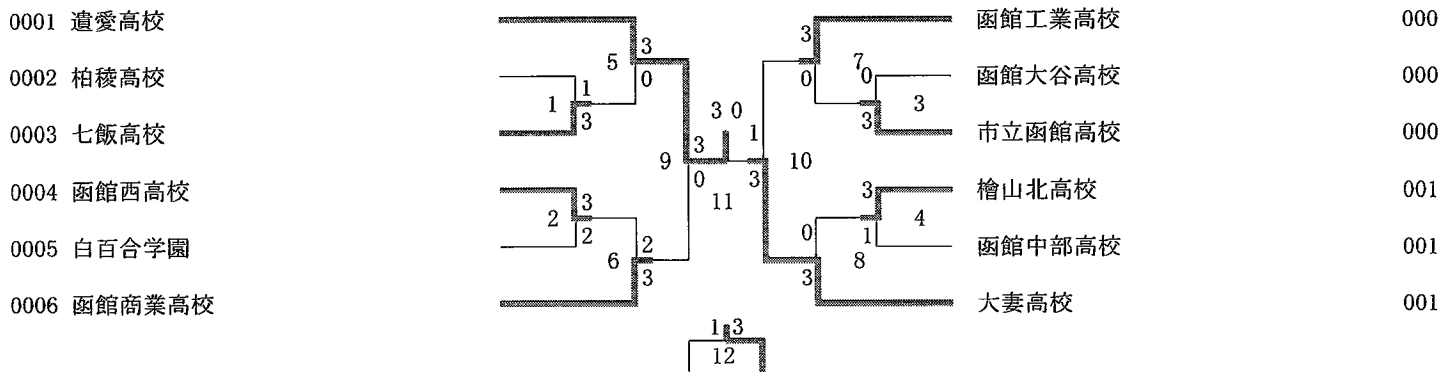 0001 遺愛高校 函館工業高校 000
3 3
5 7
0002 柏稜高校 0 0 0 函館大谷高校 000
1
1 3
3 0 1
0003 七飯高校 3 3 市立函館高校 000
3
9 10
0 3
0004 函館西高校 3 11 3 檜山北高校 001
2 4
2 2 0 1
0005 白百合学園 函館中部高校 001
6 8
3 3
0006 函館商業高校 大妻高校 001
1 3
12